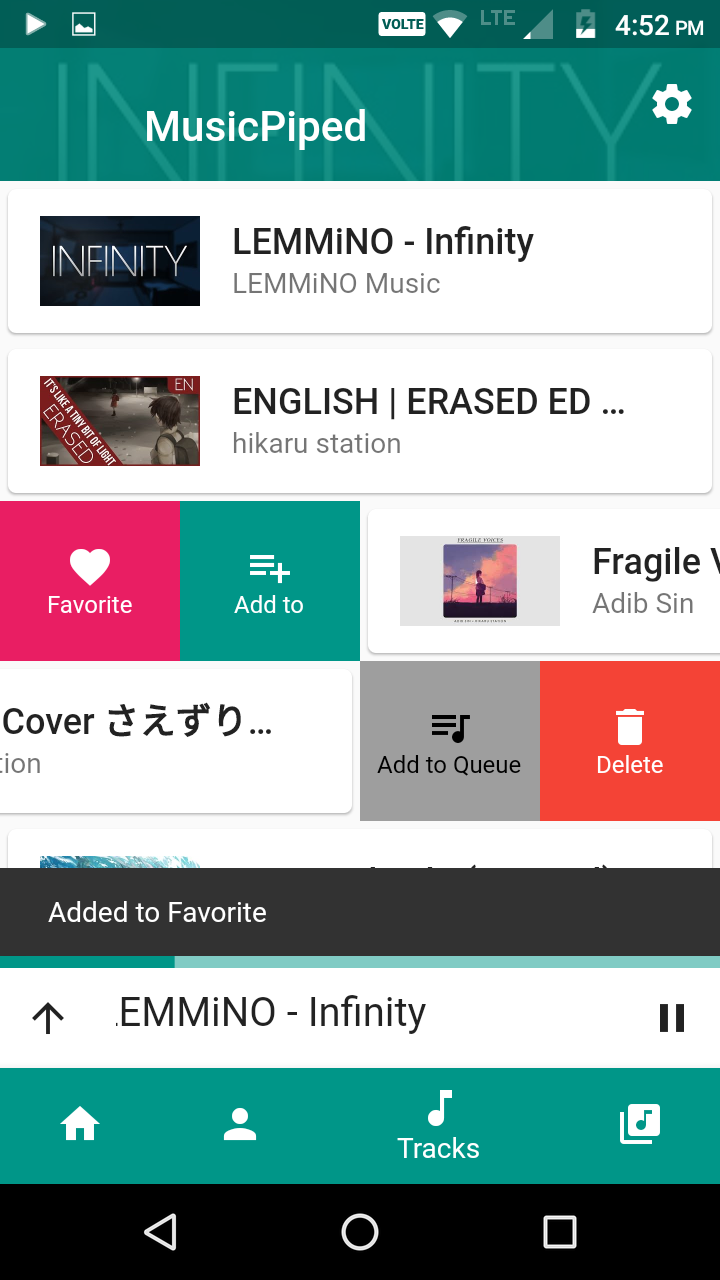 VOLTE LTE 4:52 PM
MusicPiped
INFINITY
LEMMiNO - Infinity
LEMMiNO Music
EN
IT'S LIKE A TINY BIT OF LIGHT
ERASED
ENGLISH | ERASED ED ...
hikaru station
Favorite
Add to
FRAGILE VOICES
Fragile V
Adib Sin
Cover さえずり...
tion
Add to Queue
Delete
Added to Favorite
LEMMiNO - Infinity
Tracks